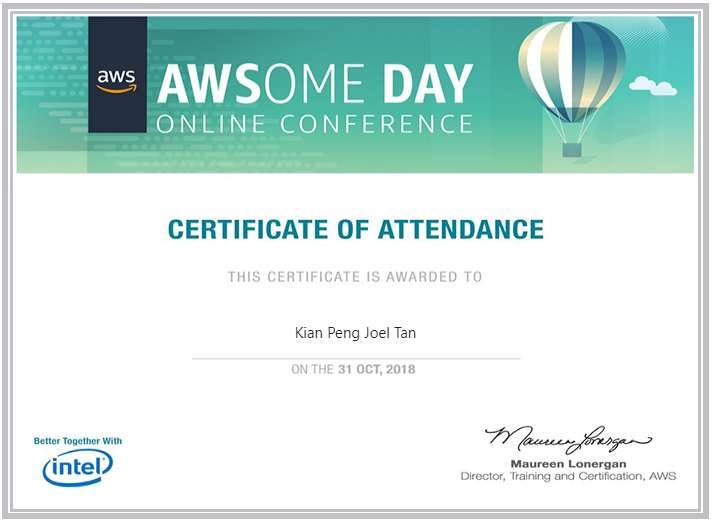 aws
AWSOME DAY
ONLINE CONFERENCE
CERTIFICATE OF ATTENDANCE
THIS CERTIFICATE IS AWARDED TO
Kian Peng Joel Tan
ON THE 31 OCT, 2018
Better Together With
intel
Maureen Lonergan
Maureen Lonergan
Director, Training and Certification, AWS